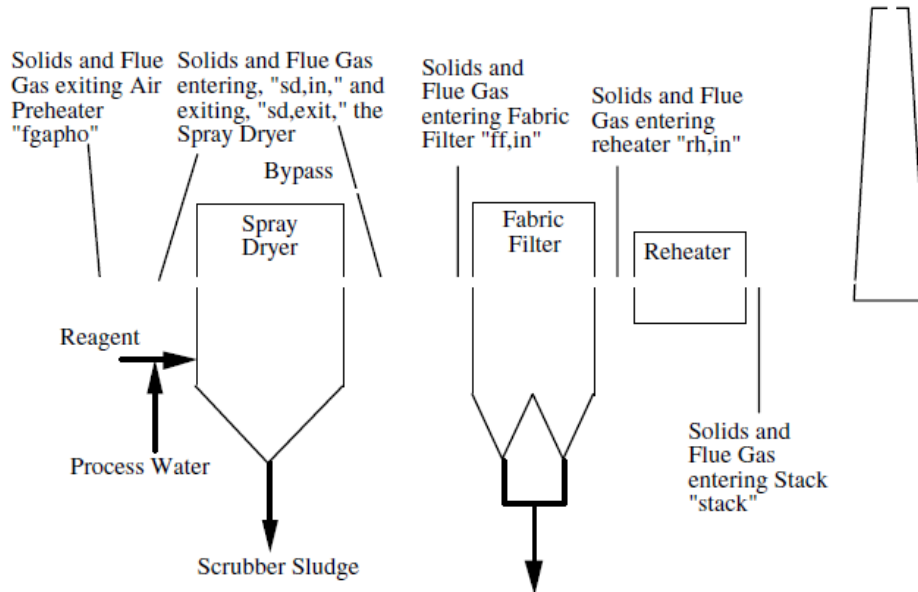 Solids and Flue
Gas exiting Air
Preheater
"fgapho"
Solids and Flue Gas
entering, "sd,in," and
exiting, "sd,exit," the
Spray Dryer
Bypass
Solids and
Flue Gas
entering Fabric
Filter "ff,in"
Solids and Flue
Gas entering
reheater "rh,in"
Spray
Dryer
Fabric
Filter
Reheater
Reagent
Process Water
Scrubber Sludge
Solids and
Flue Gas
entering Stack
"stack"